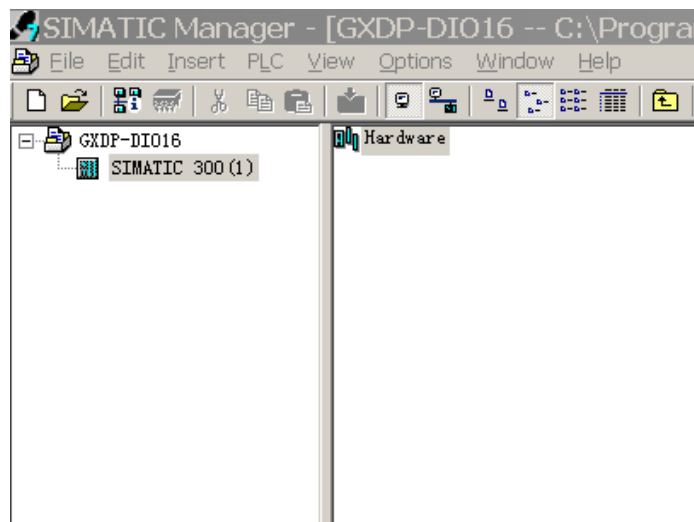 SIMATIC Manager - [GXDP-DIO16 -- C:\Progra
File Edit Insert PLC View Options Window Help
GXDP-DIO16
SIMATIC 300(1)
Hardware